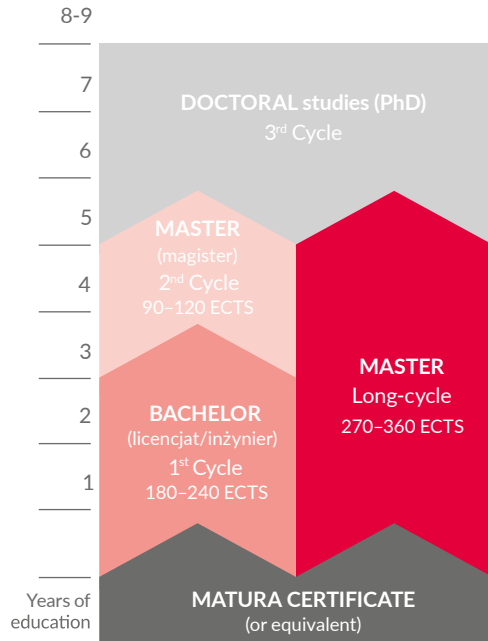 8-9
7
6
5
4
3
2
1
Years of
education
DOCTORAL studies (PhD)
3rd Cycle
MASTER
(magister)
2nd Cycle
90–120 ECTS
BACHELOR
(licencjat/inżynier)
1st Cycle
180–240 ECTS
MASTER
Long-cycle
270–360 ECTS
MATURA CERTIFICATE
(or equivalent)